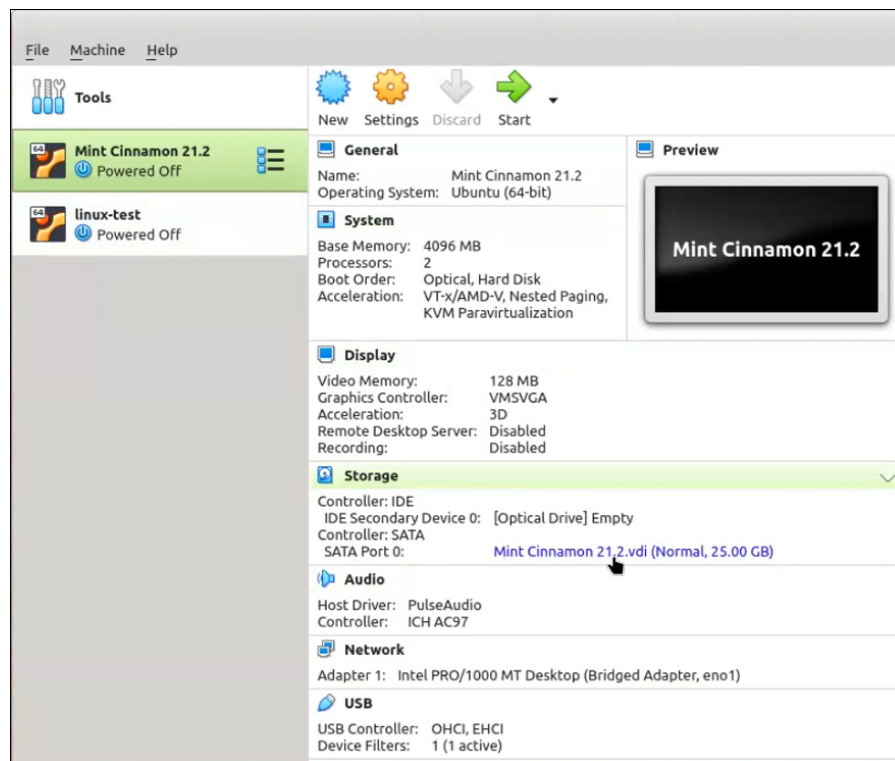 File Machine Help
Tools
New Settings Discard Start
64
Mint Cinnamon 21.2
Powered Off
64
linux-test
Powered Off
General
Name: Mint Cinnamon 21.2
Operating System: Ubuntu (64-bit)
System
Base Memory: 4096 MB
Processors: 2
Boot Order: Optical, Hard Disk
Acceleration: VT-x/AMD-V, Nested Paging,
KVM Paravirtualization
Preview
Mint Cinnamon 21.2
Display
Video Memory: 128 MB
Graphics Controller: VMSVGA
Acceleration: 3D
Remote Desktop Server: Disabled
Recording: Disabled
Storage
Controller: IDE
IDE Secondary Device 0: [Optical Drive] Empty
Controller: SATA
SATA Port 0: Mint Cinnamon 21.2.vdi (Normal, 25.00 GB)
Audio
Host Driver: PulseAudio
Controller: ICH AC97
Network
Adapter 1: Intel PRO/1000 MT Desktop (Bridged Adapter, eno1)
USB
USB Controller: OHCI, EHCI
Device Filters: 1 (1 active)